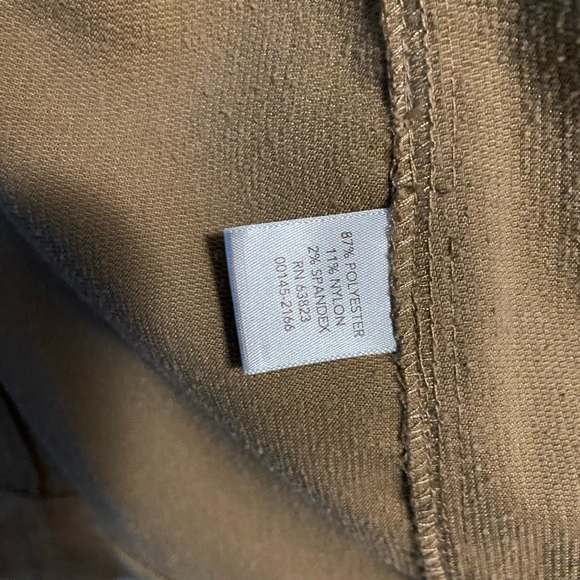 87% POLYESTER
11% NYLON
2% SPANDEX
RN 63823
00145-2166